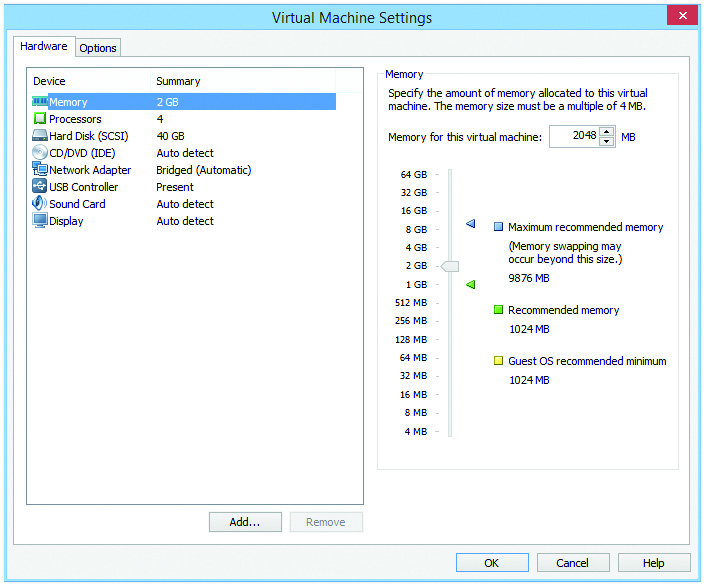 Virtual Machine Settings
Hardware Options
Device Summary
Memory 2 GB
Processors 4
Hard Disk (SCSI) 40 GB
CD/DVD (IDE) Auto detect
Network Adapter Bridged (Automatic)
USB Controller Present
Sound Card Auto detect
Display Auto detect
Add... Remove
Memory
Specify the amount of memory allocated to this virtual
machine. The memory size must be a multiple of 4 MB.
Memory for this virtual machine: 2048 MB
64 GB
32 GB
16 GB
8 GB
4 GB
2 GB
1 GB
512 MB
256 MB
128 MB
64 MB
32 MB
16 MB
8 MB
4 MB
Maximum recommended memory
(Memory swapping may
occur beyond this size.)
9876 MB
Recommended memory
1024 MB
Guest OS recommended minimum
1024 MB
OK Cancel Help